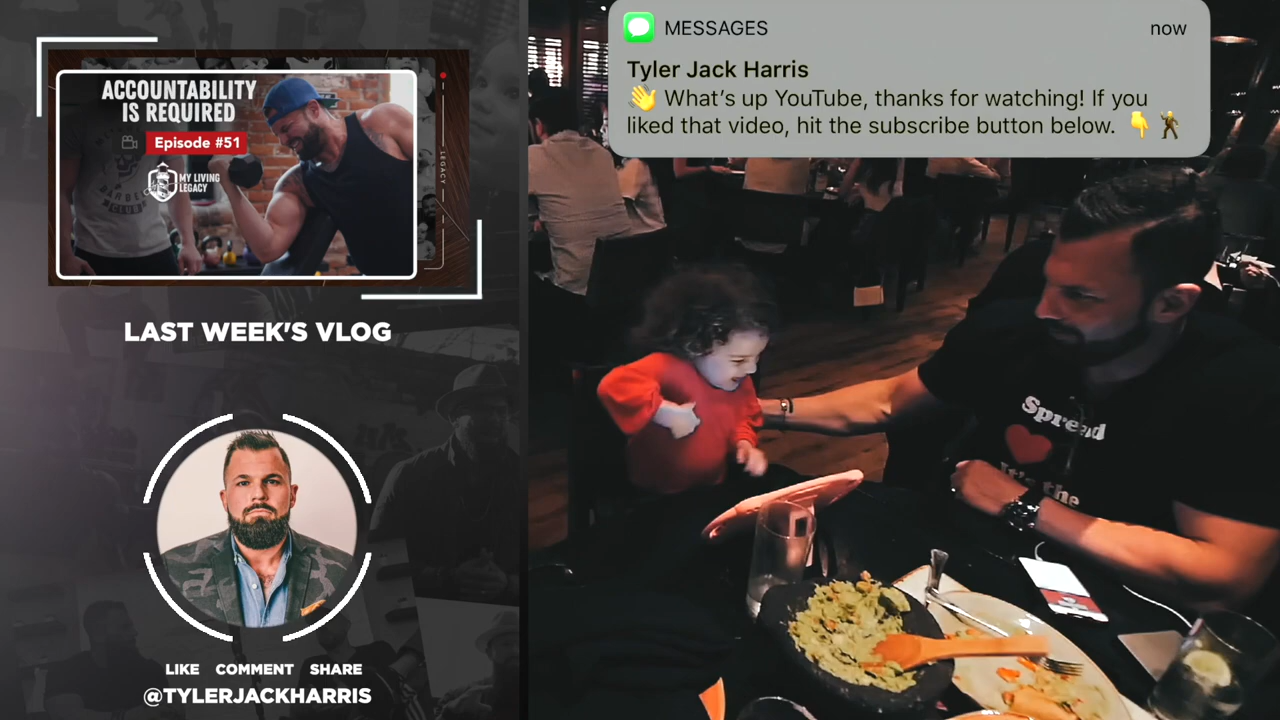 ACCOUNTABILITY
IS REQUIRED
Episode #51
MY LIVING
LEGACY
LEGACY
LAST WEEK'S VLOG
LIKE COMMENT SHARE
@TYLERJACKHARRIS
MESSAGES now
Tyler Jack Harris
👋 What's up YouTube, thanks for watching! If you
liked that video, hit the subscribe button below. 👇 🕺
Spread
It's the